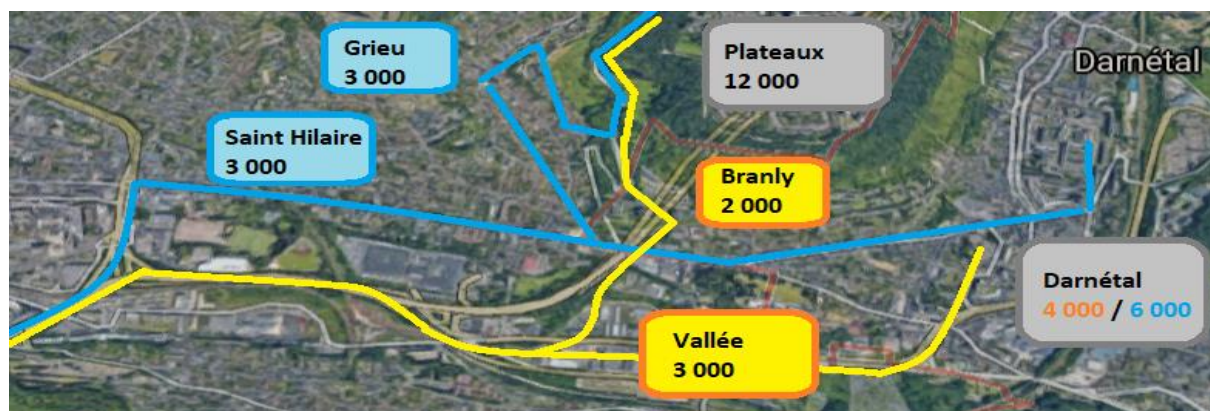 Grieu
3 000
Plateaux
12 000
Darnétal
Saint Hilaire
3 000
Branly
2 000
Darnétal
4 000 / 6 000
Vallée
3 000